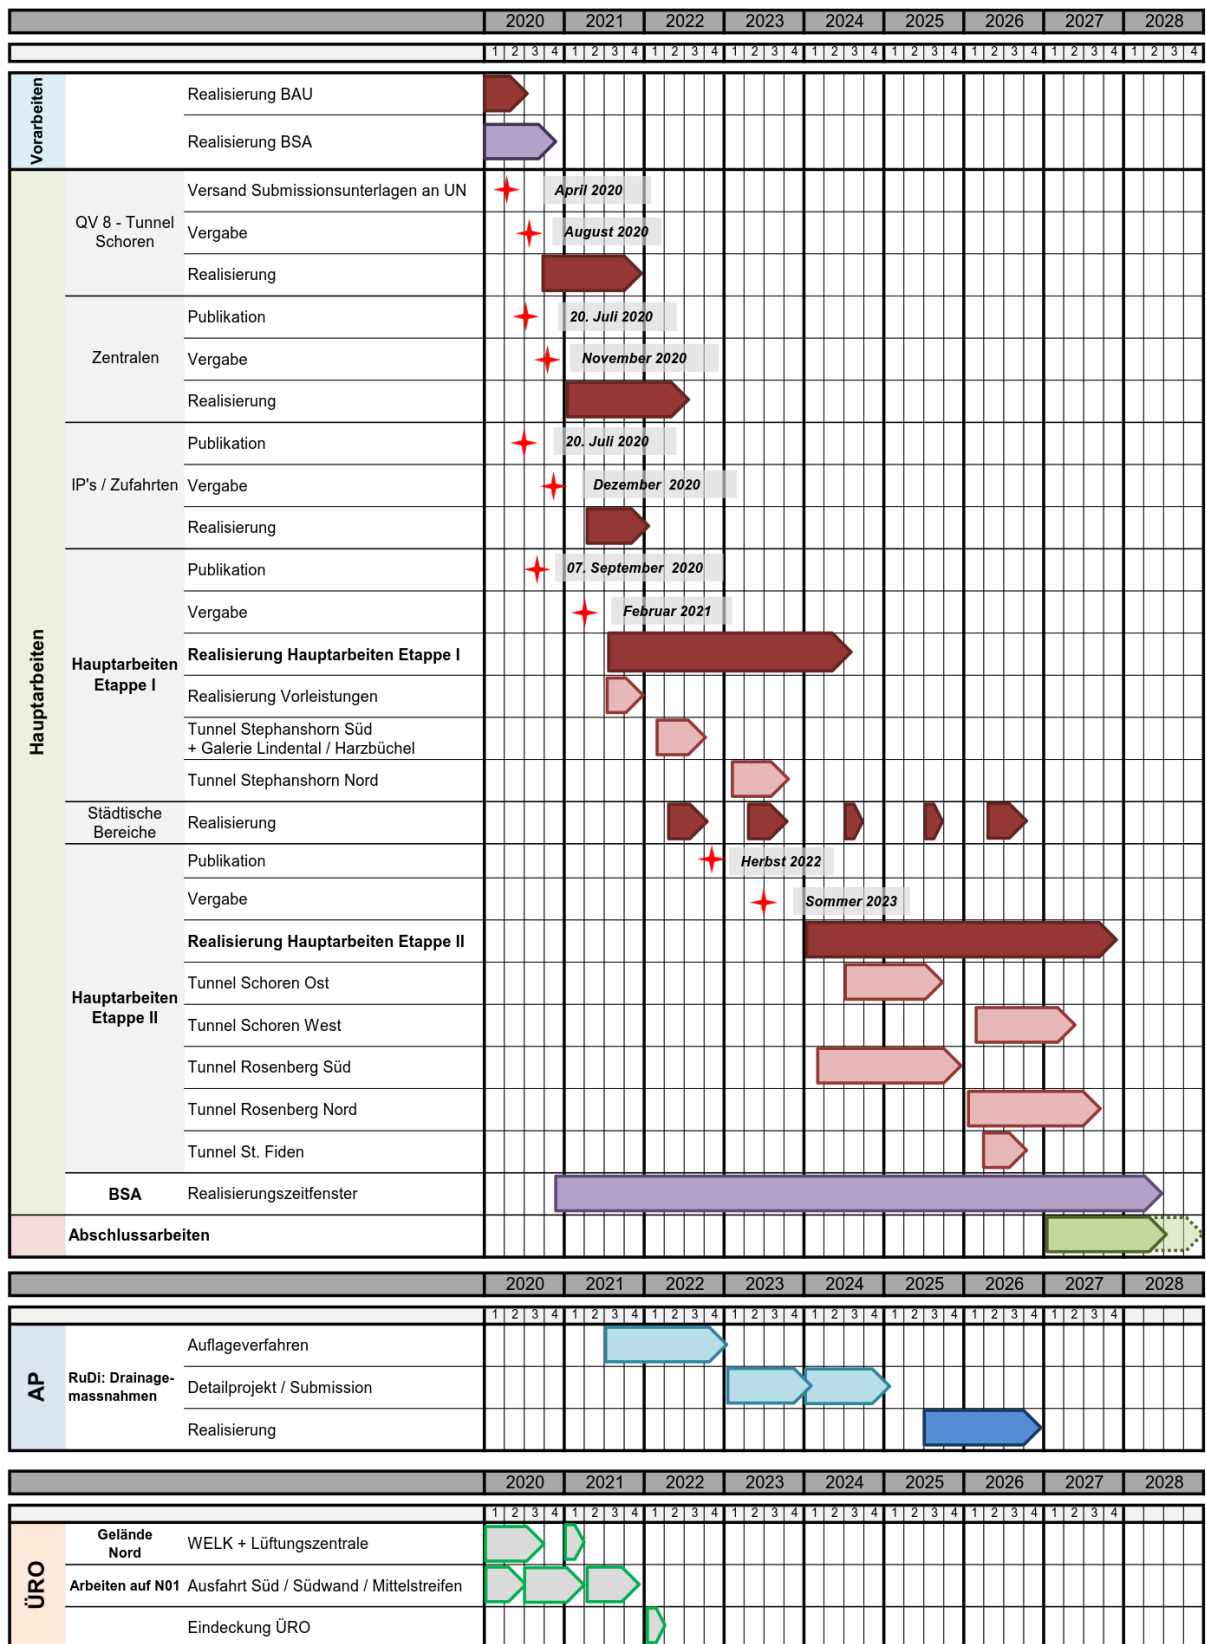 2020 2021 2022 2023 2024 2025 2026 2027 2028
1 2 3 4 1 2 3 4 1 2 3 4 1 2 3 4 1 2 3 4 1 2 3 4 1 2 3 4 1 2 3 4 1 2 3 4
Vorarbeiten
Realisierung BAU
Realisierung BSA
Hauptarbeiten
QV 8 - Tunnel
Schoren
Versand Submissionsunterlagen an UN
April 2020
Vergabe
August 2020
Realisierung
Zentralen
Publikation
20. Juli 2020
Vergabe
November 2020
Realisierung
IP's / Zufahrten
Publikation
20. Juli 2020
Vergabe
Dezember 2020
Realisierung
Hauptarbeiten
Etappe I
Publikation
07. September 2020
Vergabe
Februar 2021
Realisierung Hauptarbeiten Etappe I
Realisierung Vorleistungen
Tunnel Stephanshorn Süd
+ Galerie Lindental / Harzbüchel
Tunnel Stephanshorn Nord
Städtische
Bereiche
Realisierung
Hauptarbeiten
Etappe II
Publikation
Herbst 2022
Vergabe
Sommer 2023
Realisierung Hauptarbeiten Etappe II
Tunnel Schoren Ost
Tunnel Schoren West
Tunnel Rosenberg Süd
Tunnel Rosenberg Nord
Tunnel St. Fiden
BSA
Realisierungszeitfenster
Abschlussarbeiten
2020 2021 2022 2023 2024 2025 2026 2027 2028
1 2 3 4 1 2 3 4 1 2 3 4 1 2 3 4 1 2 3 4 1 2 3 4 1 2 3 4 1 2 3 4
AP
RuDi: Drainage-
massnahmen
Auflageverfahren
Detailprojekt / Submission
Realisierung
2020 2021 2022 2023 2024 2025 2026 2027 2028
1 2 3 4 1 2 3 4 1 2 3 4 1 2 3 4 1 2 3 4 1 2 3 4 1 2 3 4 1 2 3 4
ÜRO
Gelände
Nord
WELK + Lüftungszentrale
Arbeiten auf N01
Ausfahrt Süd / Südwand / Mittelstreifen
Eindeckung ÜRO